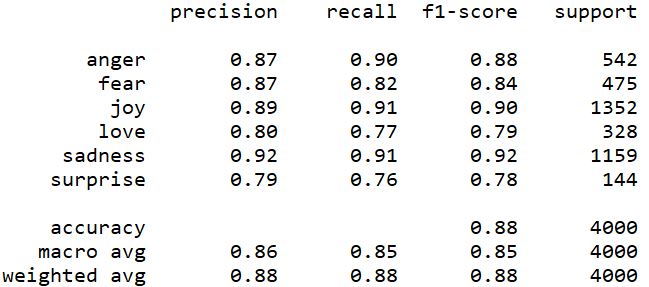 precision recall f1-score support
anger 0.87 0.90 0.88 542
fear 0.87 0.82 0.84 475
joy 0.89 0.91 0.90 1352
love 0.80 0.77 0.79 328
sadness 0.92 0.91 0.92 1159
surprise 0.79 0.76 0.78 144
accuracy 0.88 4000
macro avg 0.86 0.85 0.85 4000
weighted avg 0.88 0.88 0.88 4000